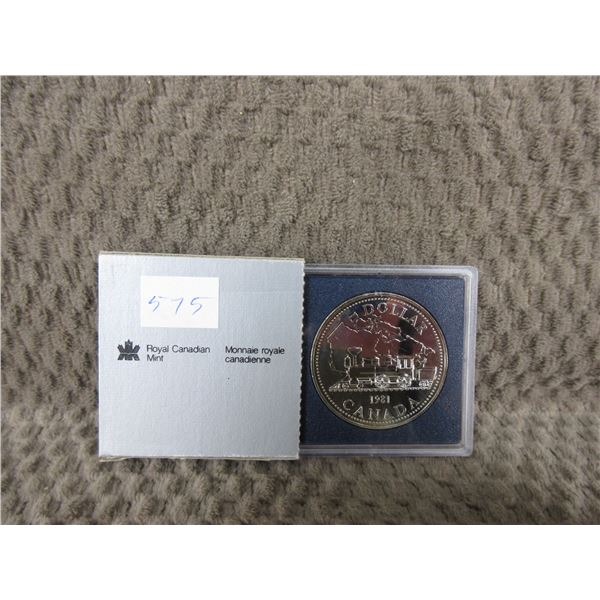 575
Royal Canadian
Mint
Monnaie royale
canadienne
DOLLAR
1981
CANADA